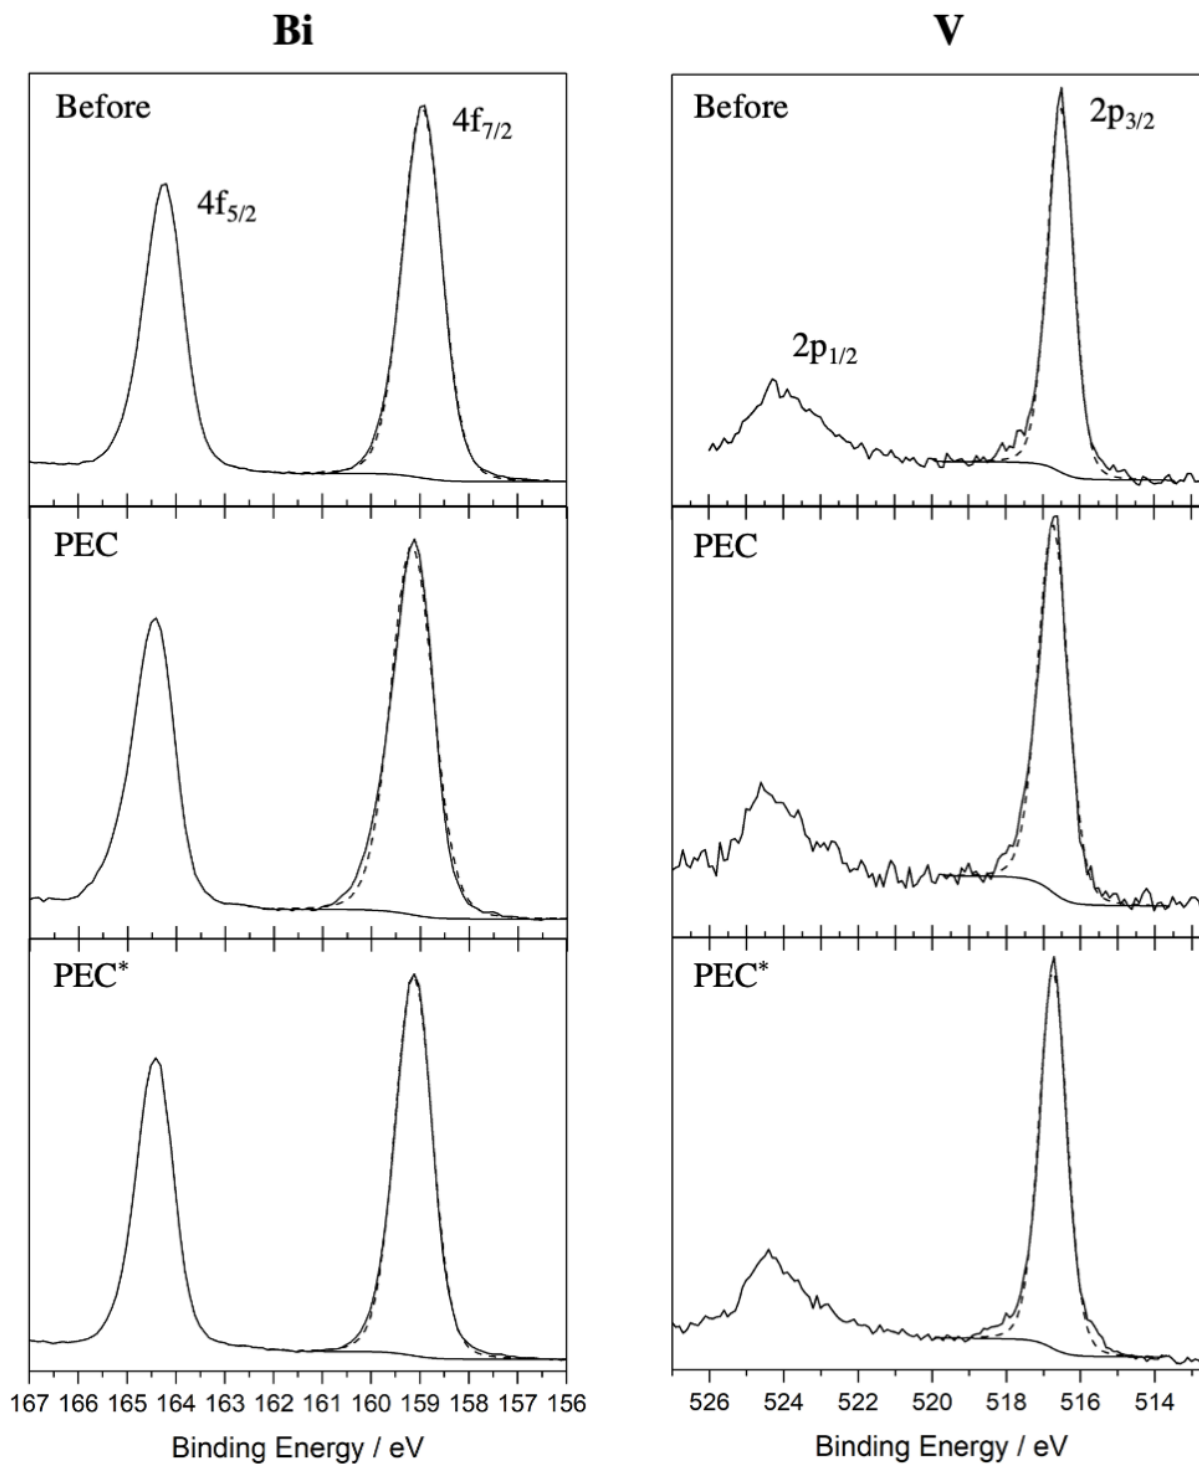 Bi
V
Before
4f7/2
4f5/2
Before
2p3/2
2p1/2
PEC
PEC
PEC*
PEC*
167 166 165 164 163 162 161 160 159 158 157 156
526 524 522 520 518 516 514
Binding Energy / eV
Binding Energy / eV